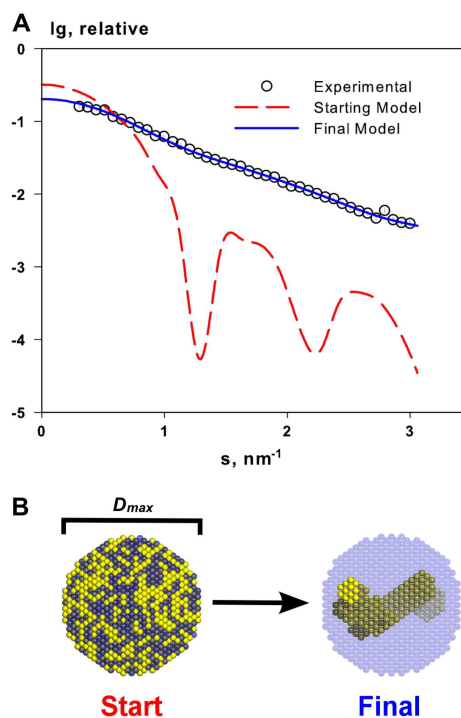 A
lg, relative
0
-1
-2
-3
-4
-5
Experimental
Starting Model
Final Model
0
1
2
3
s, nm⁻¹
B
Dmax
Start
Final